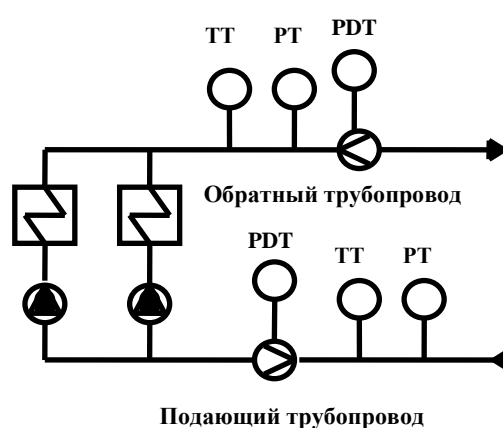 TT PT PDT
Обратный трубопровод
PDT TT PT
Подающий трубопровод